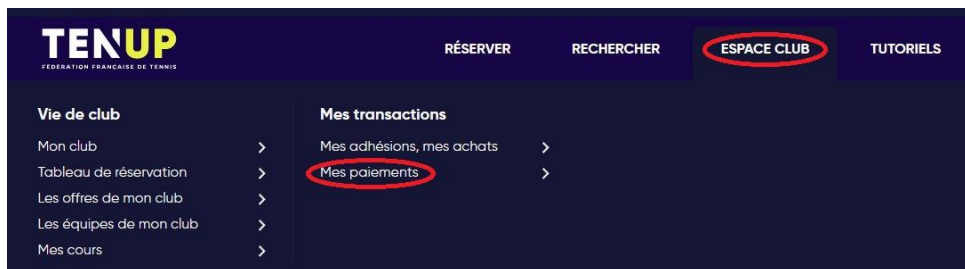 TENUP
FÉDÉRATION FRANÇAISE DE TENNIS
RÉSERVER
RECHERCHER
ESPACE CLUB
TUTORIELS
Vie de club
Mon club
Tableau de réservation
Les offres de mon club
Les équipes de mon club
Mes cours
Mes transactions
Mes adhésions, mes achats
Mes paiements